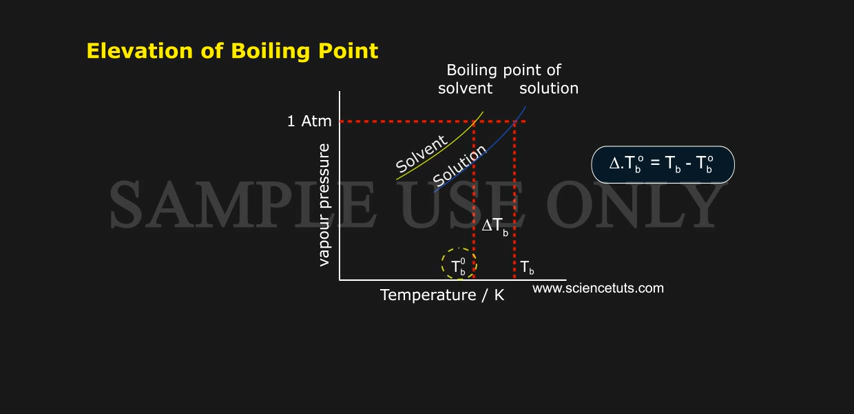 Elevation of Boiling Point
Boiling point of
solvent solution
1 Atm
Solvent
Solution
vapour pressure
Δ.T_b^o = T_b - T_b^o
SAMPLE USE ONLY
ΔT_b
T_b^0
T_b
Temperature / K
www.sciencetuts.com